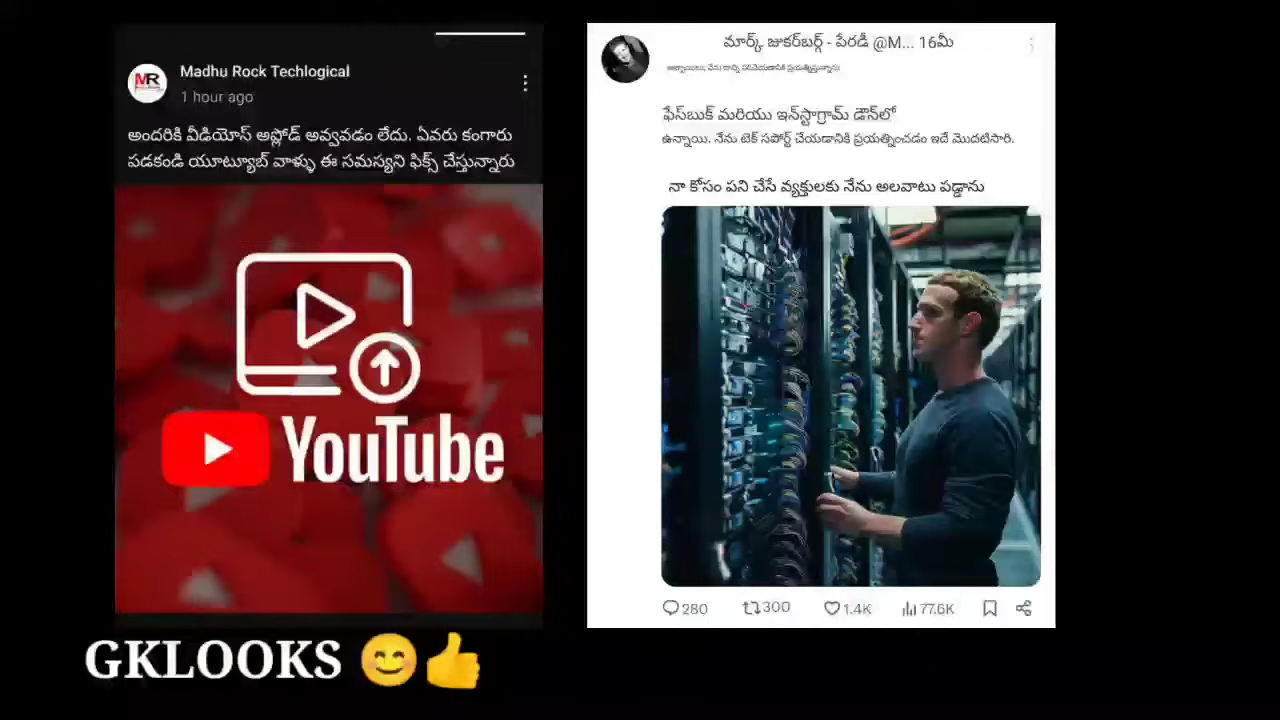 Madhu Rock Techlogical
1 hour ago
అందరికి వీడియోస్ అప్లోడ్ అవ్వడం లేదు. ఏవరు కంగారు
పడకండి యూట్యూబ్ వాళ్ళు ఈ సమస్యని ఫిక్స్ చేస్తున్నారు
MR
YouTube
GKLOOKS 😊👍
మార్క్ జుకర్‌బర్గ్ - పేరడీ @M... 16మీ
ఫేస్‌బుక్ మరియు ఇన్‌స్టాగ్రామ్ డౌన్‌లో
ఉన్నాయి. నేను టెక్ సపోర్ట్ చేయడానికి ప్రయత్నించడం ఇదే మొదటిసారి.
నా కోసం పని చేసే వ్యక్తులకు నేను అలవాటు పడ్డాను
280 300 1.4K 77.6K